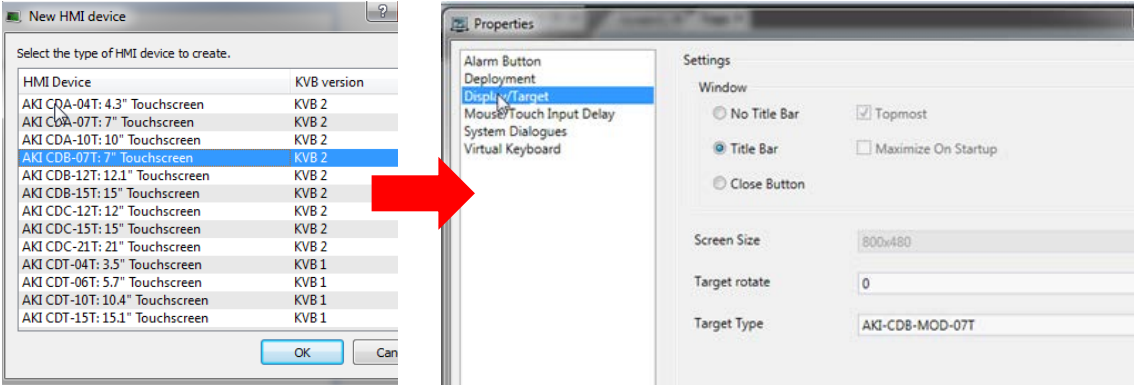 New HMI device
?
Select the type of HMI device to create.
HMI Device KVB version
AKI CDA-04T: 4.3" Touchscreen KVB 2
AKI CDA-07T: 7" Touchscreen KVB 2
AKI CDA-10T: 10" Touchscreen KVB 2
AKI CDB-07T: 7" Touchscreen KVB 2
AKI CDB-12T: 12.1" Touchscreen KVB 2
AKI CDB-15T: 15" Touchscreen KVB 2
AKI CDC-12T: 12" Touchscreen KVB 2
AKI CDC-15T: 15" Touchscreen KVB 2
AKI CDC-21T: 21" Touchscreen KVB 2
AKI CDT-04T: 3.5" Touchscreen KVB 1
AKI CDT-06T: 5.7" Touchscreen KVB 1
AKI CDT-10T: 10.4" Touchscreen KVB 1
AKI CDT-15T: 15.1" Touchscreen KVB 1
OK Can
Properties
Alarm Button
Deployment
Display/Target
Mouse/Touch Input Delay
System Dialogues
Virtual Keyboard
Settings
Window
No Title Bar Topmost
Title Bar Maximize On Startup
Close Button
Screen Size 800x480
Target rotate 0
Target Type AKI-CDB-MOD-07T